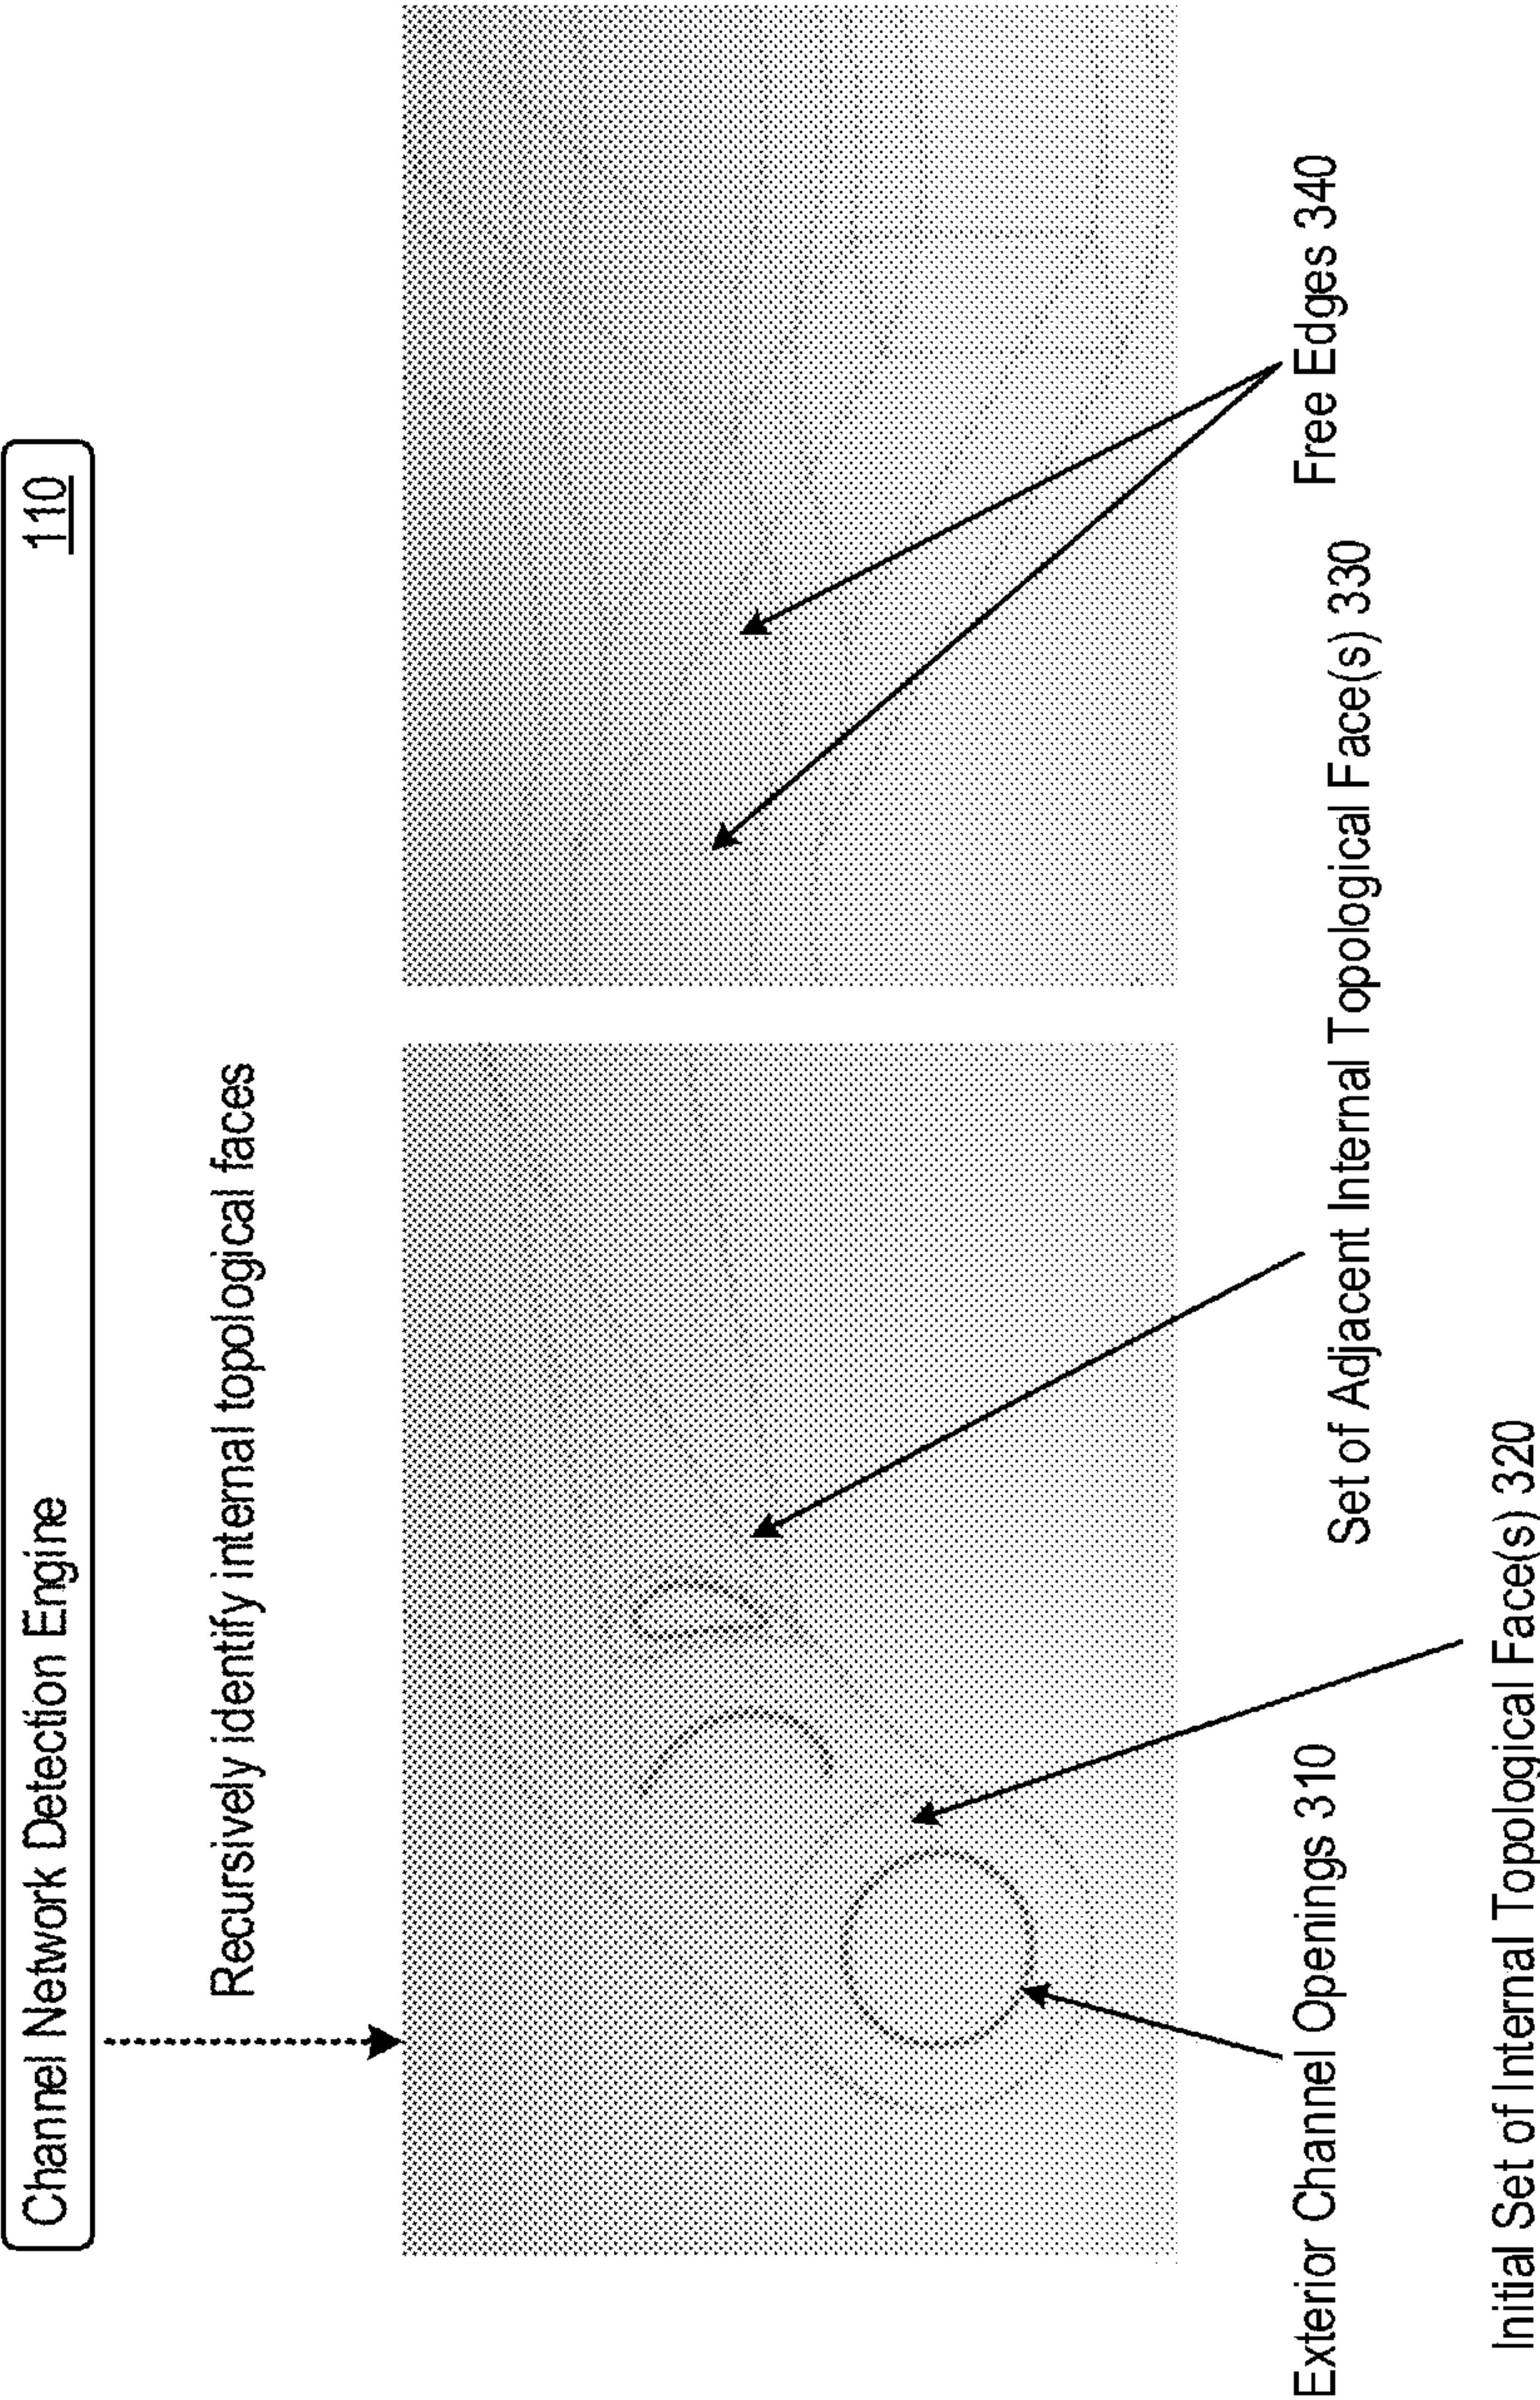 Channel Network Detection Engine 110
Recursively identify internal topological faces
Exterior Channel Openings 310
Free Edges 340
Set of Adjacent Internal Topological Face(s) 330
Initial Set of Internal Topological Face(s) 320